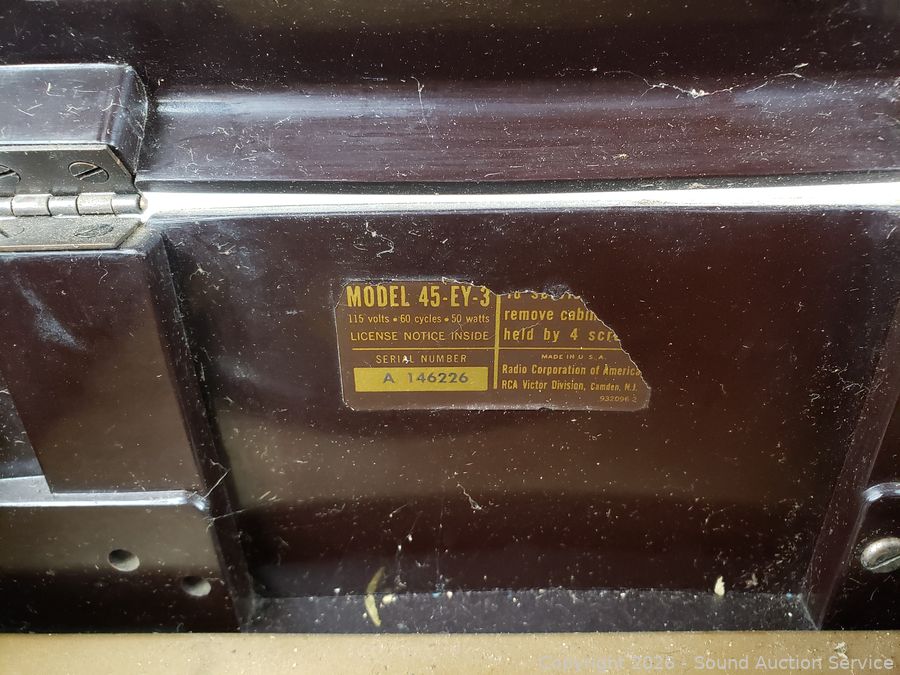 MODEL 45-EY-3
115 volts • 60 cycles • 50 watts
LICENSE NOTICE INSIDE
SERIAL NUMBER
A 146226
remove cabin
held by 4 scr
MADE IN U.S.A.
Radio Corporation of America
RCA Victor Division, Camden, N.J.
932096-2
Copyright 2026 - Sound Auction Service